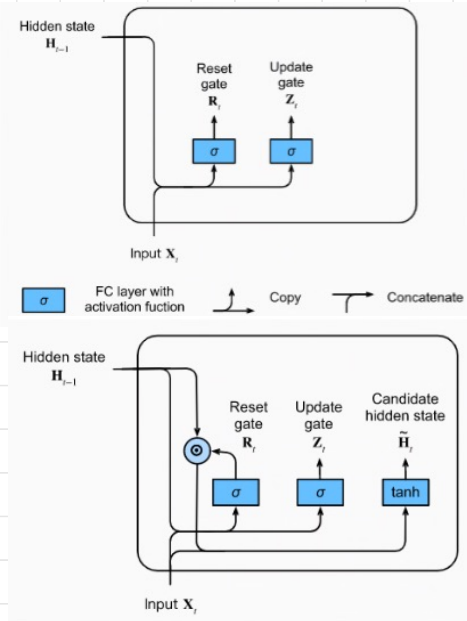 Hidden state
H_{t−1}
Reset gate
R_t
Update gate
Z_t
σ
σ
Input X_t
σ
FC layer with
activation fuction
Copy
Concatenate
Hidden state
H_{t−1}
Reset gate
R_t
Update gate
Z_t
Candidate
hidden state
H̃_t
σ
σ
tanh
Input X_t